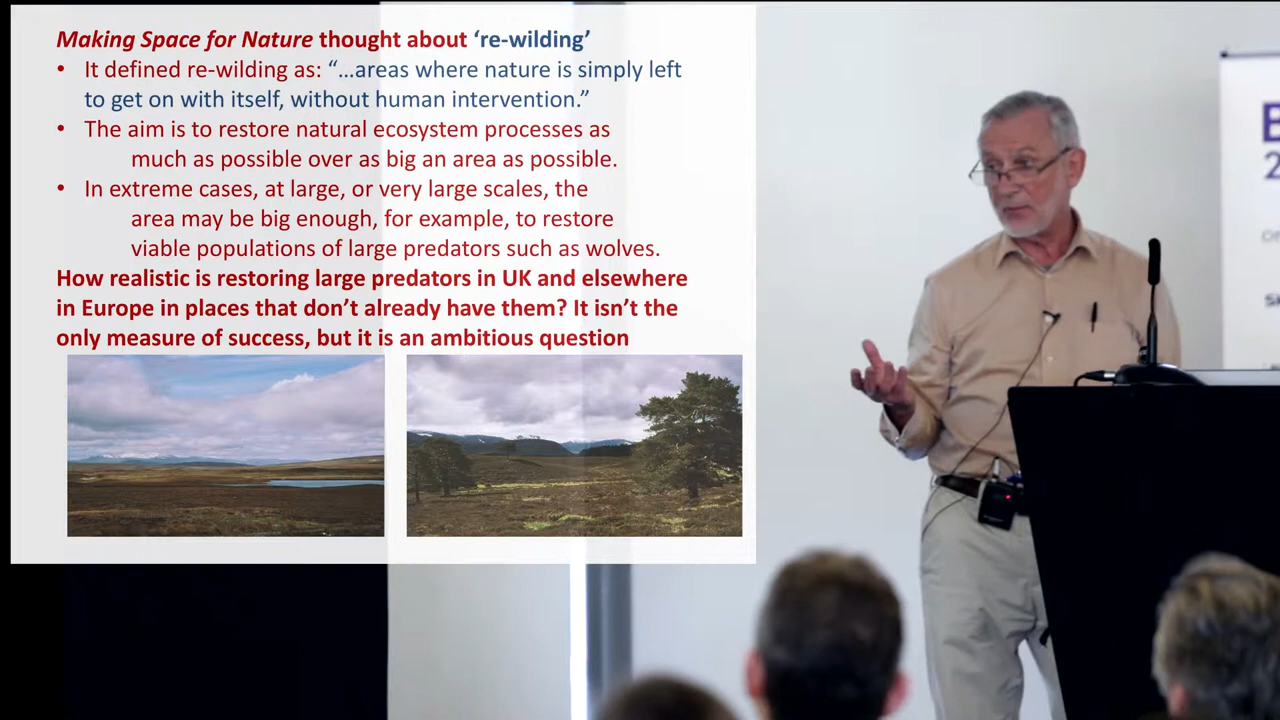 Making Space for Nature thought about ‘re-wilding’
• It defined re-wilding as: “…areas where nature is simply left
to get on with itself, without human intervention.”
• The aim is to restore natural ecosystem processes as
much as possible over as big an area as possible.
• In extreme cases, at large, or very large scales, the
area may be big enough, for example, to restore
viable populations of large predators such as wolves.
How realistic is restoring large predators in UK and elsewhere
in Europe in places that don’t already have them? It isn’t the
only measure of success, but it is an ambitious question